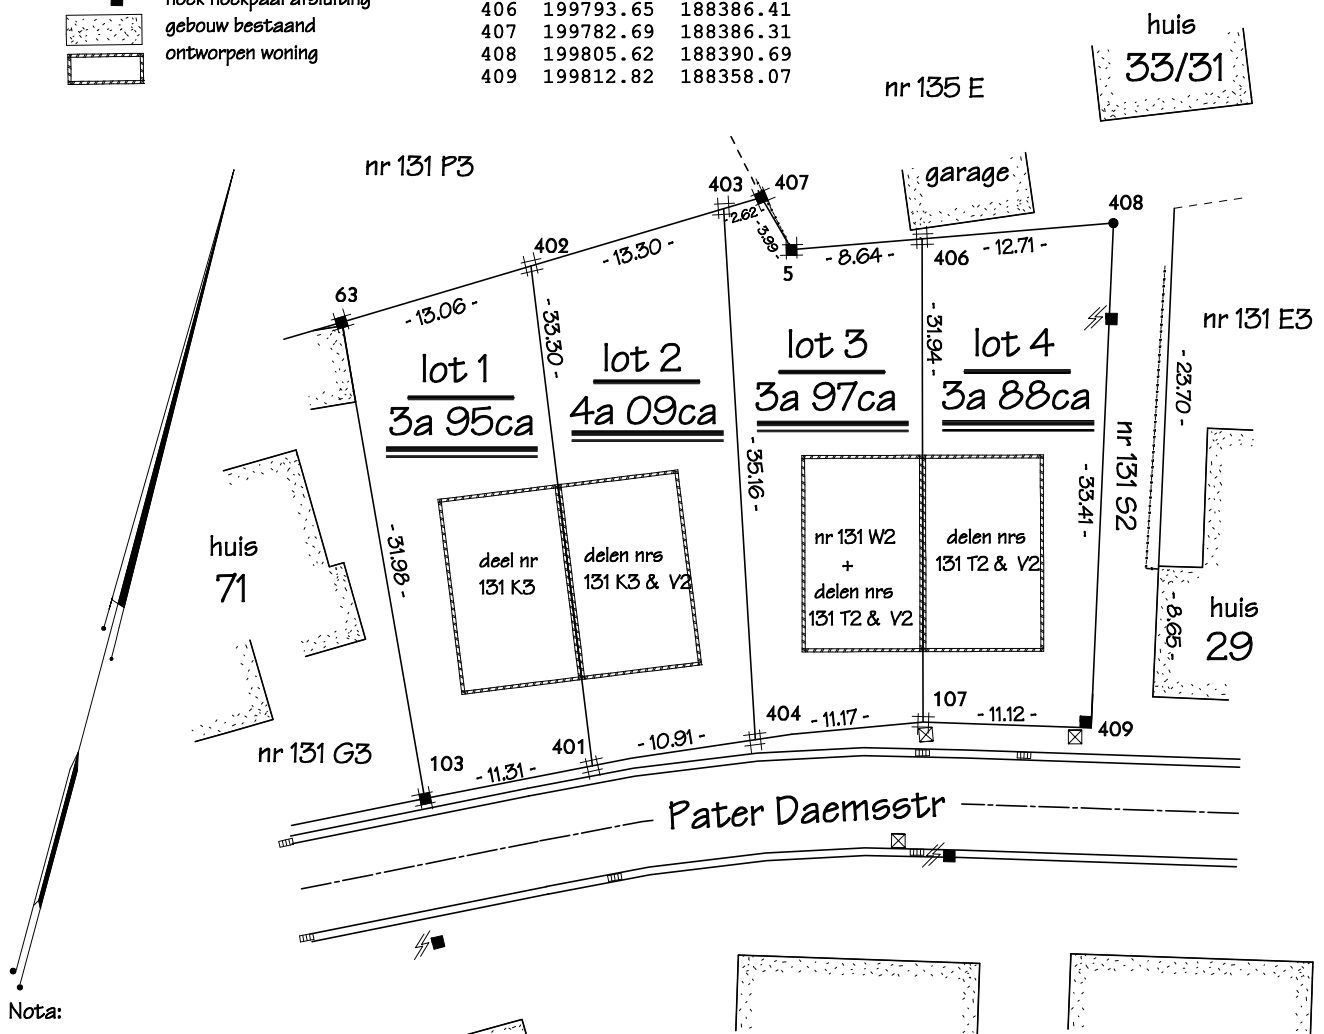 hoek hoekpaal afsluiting
gebouw bestaand
ontworpen woning
406 199793.65 188386.41
407 199782.69 188386.31
408 199805.62 188390.69
409 199812.82 188358.07
huis
33/31
nr 135 E
nr 131 P3
garage
403
407
408
- 2.62 -
- 3.99 -
402
- 13.30 -
5
- 8.64 -
406
- 12.71 -
63
- 13.06 -
- 33.30 -
- 31.94 -
nr 131 E3
lot 1
3a 95ca
lot 2
4a 09ca
lot 3
3a 97ca
lot 4
3a 88ca
- 23.70 -
- 35.16 -
- 33.41 -
nr 131 S2
- 31.98 -
huis
71
deel nr
131 K3
delen nrs
131 K3 & V2
nr 131 W2
+
delen nrs
131 T2 & V2
delen nrs
131 T2 & V2
- 8.65 -
huis
29
nr 131 G3
103
- 11.31 -
401
- 10.91 -
404
- 11.17 -
107
- 11.12 -
409
Pater Daemsstr
Nota: